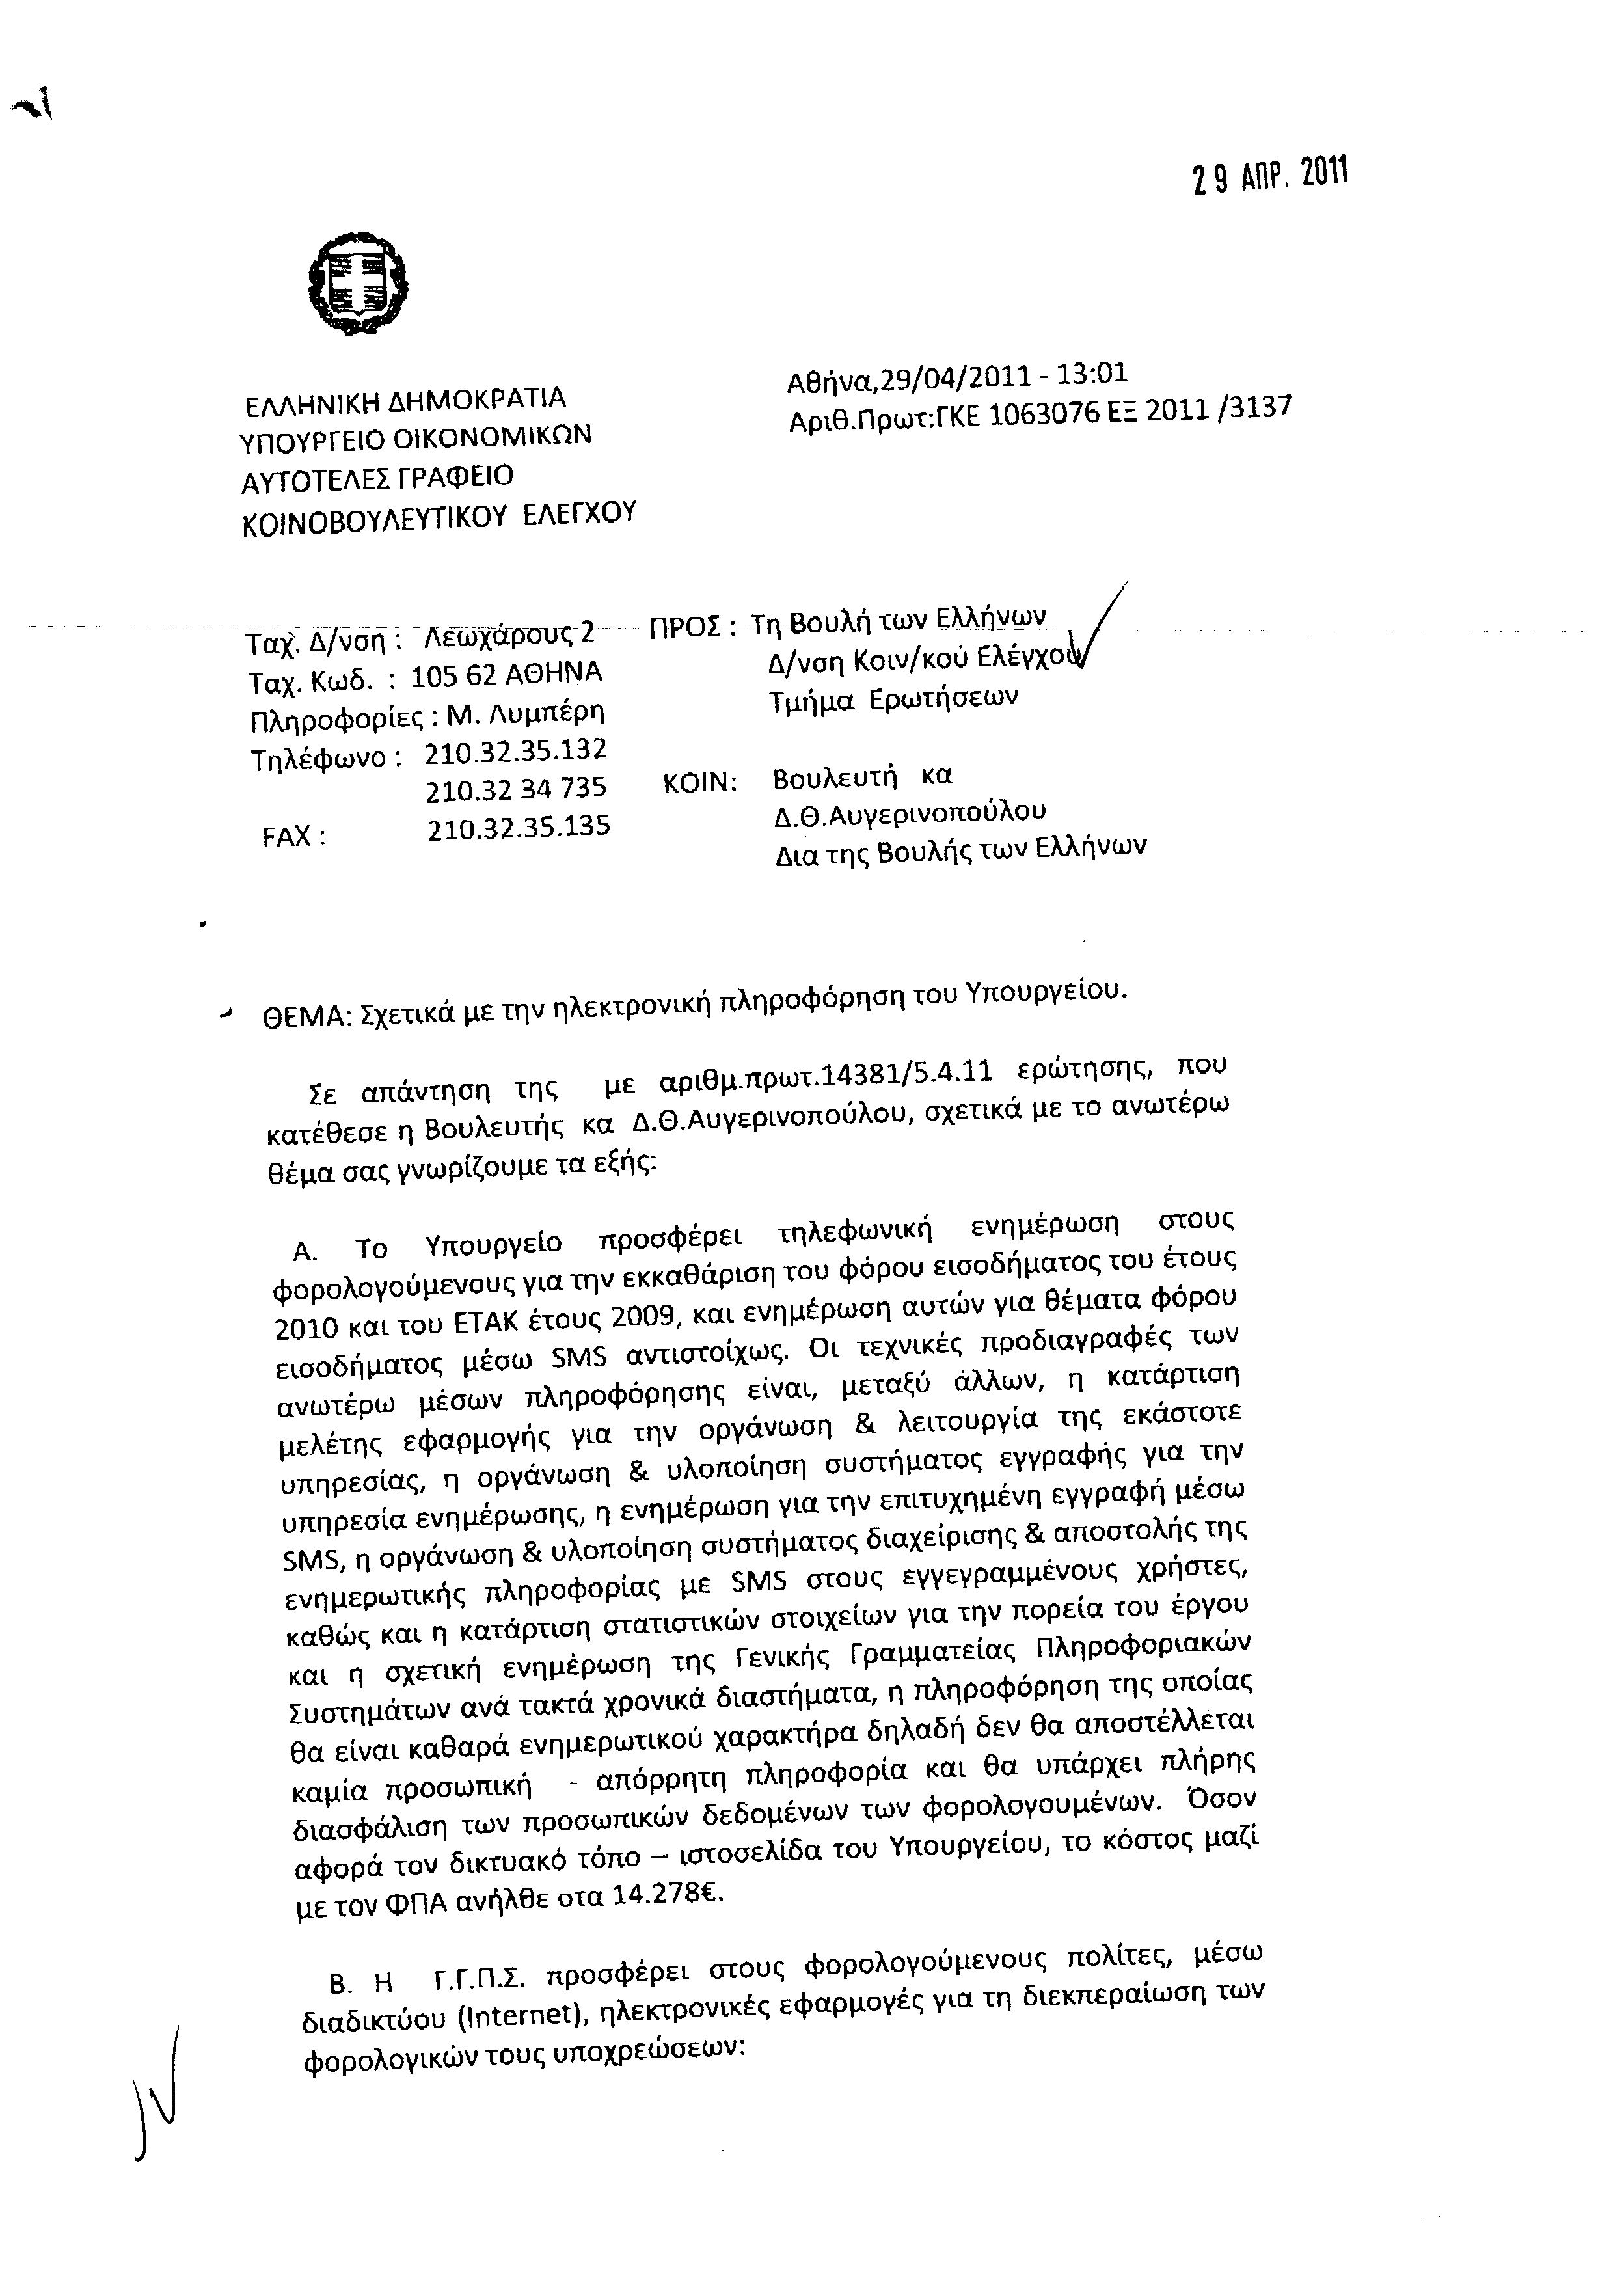 29 ΑΠΡ. 2011
ΕΛΛΗΝΙΚΗ ΔΗΜΟΚΡΑΤΙΑ
ΥΠΟΥΡΓΕΙΟ ΟΙΚΟΝΟΜΙΚΩΝ
ΑΥΤΟΤΕΛΕΣ ΓΡΑΦΕΙΟ
ΚΟΙΝΟΒΟΥΛΕΥΤΙΚΟΥ ΕΛΕΓΧΟΥ
Αθήνα,29/04/2011 - 13:01
Αριθ.Πρωτ:ΓΚΕ 1063076 ΕΞ 2011 /3137
Ταχ. Δ/νση : Λεωχάρους 2
Ταχ. Κωδ. : 105 62 ΑΘΗΝΑ
Πληροφορίες : Μ. Λυμπέρη
Τηλέφωνο : 210.32.35.132
210.32 34 735
FAX : 210.32.35.135
ΠΡΟΣ : Τη Βουλή των Ελλήνων
Δ/νση Κοιν/κού Ελέγχου
Τμήμα Ερωτήσεων
ΚΟΙΝ: Βουλευτή κα
Δ.Θ.Αυγερινοπούλου
Δια της Βουλής των Ελλήνων
ΘΕΜΑ: Σχετικά με την ηλεκτρονική πληροφόρηση του Υπουργείου.
Σε απάντηση της με αριθμ.πρωτ.14381/5.4.11 ερώτησης, που
κατέθεσε η Βουλευτής κα Δ.Θ.Αυγερινοπούλου, σχετικά με το ανωτέρω
θέμα σας γνωρίζουμε τα εξής:
Α. Το Υπουργείο προσφέρει τηλεφωνική ενημέρωση στους
φορολογούμενους για την εκκαθάριση του φόρου εισοδήματος του έτους
2010 και του ΕΤΑΚ έτους 2009, και ενημέρωση αυτών για θέματα φόρου
εισοδήματος μέσω SMS αντιστοίχως. Οι τεχνικές προδιαγραφές των
ανωτέρω μέσων πληροφόρησης είναι, μεταξύ άλλων, η κατάρτιση
μελέτης εφαρμογής για την οργάνωση & λειτουργία της εκάστοτε
υπηρεσίας, η οργάνωση & υλοποίηση συστήματος εγγραφής για την
υπηρεσία ενημέρωσης, η ενημέρωση για την επιτυχημένη εγγραφή μέσω
SMS, η οργάνωση & υλοποίηση συστήματος διαχείρισης & αποστολής της
ενημερωτικής πληροφορίας με SMS στους εγγεγραμμένους χρήστες,
καθώς και η κατάρτιση στατιστικών στοιχείων για την πορεία του έργου
και η σχετική ενημέρωση της Γενικής Γραμματείας Πληροφοριακών
Συστημάτων ανά τακτά χρονικά διαστήματα, η πληροφόρηση της οποίας
θα είναι καθαρά ενημερωτικού χαρακτήρα δηλαδή δεν θα αποστέλλεται
καμία προσωπική - απόρρητη πληροφορία και θα υπάρχει πλήρης
διασφάλιση των προσωπικών δεδομένων των φορολογουμένων. Όσον
αφορά τον δικτυακό τόπο – ιστοσελίδα του Υπουργείου, το κόστος μαζί
με τον ΦΠΑ ανήλθε στα 14.278€.
Β. Η Γ.Γ.Π.Σ. προσφέρει στους φορολογούμενους πολίτες, μέσω
διαδικτύου (Internet), ηλεκτρονικές εφαρμογές για τη διεκπεραίωση των
φορολογικών τους υποχρεώσεων: